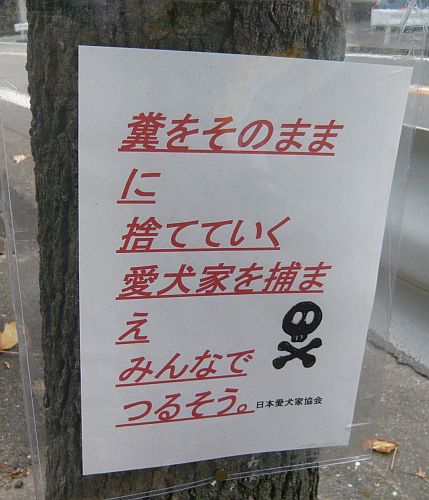 糞をそのまま
に
捨てていく
愛犬家を捕ま
え
みんなで
つるそう。日本愛犬家協会